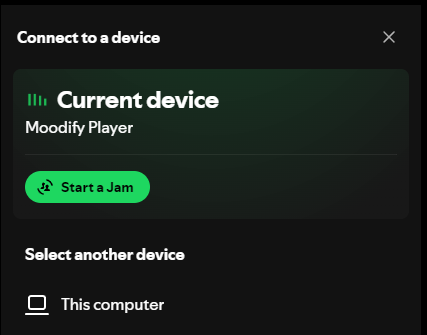 Connect to a device
Current device
Moodify Player
Start a Jam
Select another device
This computer